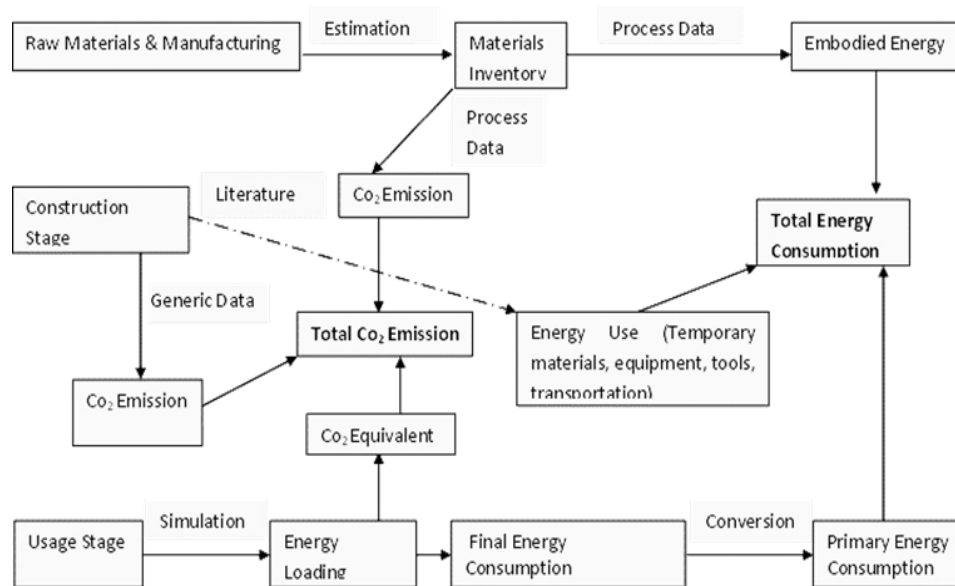 Raw Materials & Manufacturing
Estimation
Materials
Inventory
Process Data
Embodied Energy
Process
Data
Co₂ Emission
Construction
Stage
Literature
Total Energy
Consumption
Generic Data
Total Co₂ Emission
Energy Use (Temporary
materials, equipment, tools,
transportation)
Co₂ Emission
Co₂ Equivalent
Usage Stage
Simulation
Energy
Loading
Final Energy
Consumption
Conversion
Primary Energy
Consumption